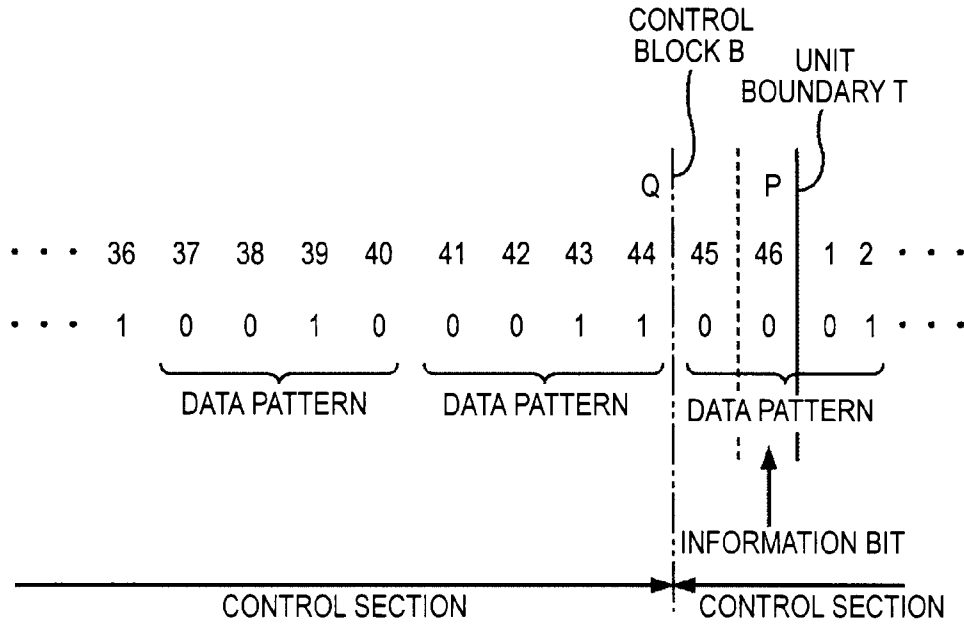 CONTROL
BLOCK B
UNIT
BOUNDARY T
Q
P
· · · 36 37 38 39 40 41 42 43 44 45 46 1 2 · · ·
· · · 1 0 0 1 0 0 0 1 1 0 0 0 1 · · ·
DATA PATTERN DATA PATTERN DATA PATTERN
INFORMATION BIT
CONTROL SECTION CONTROL SECTION